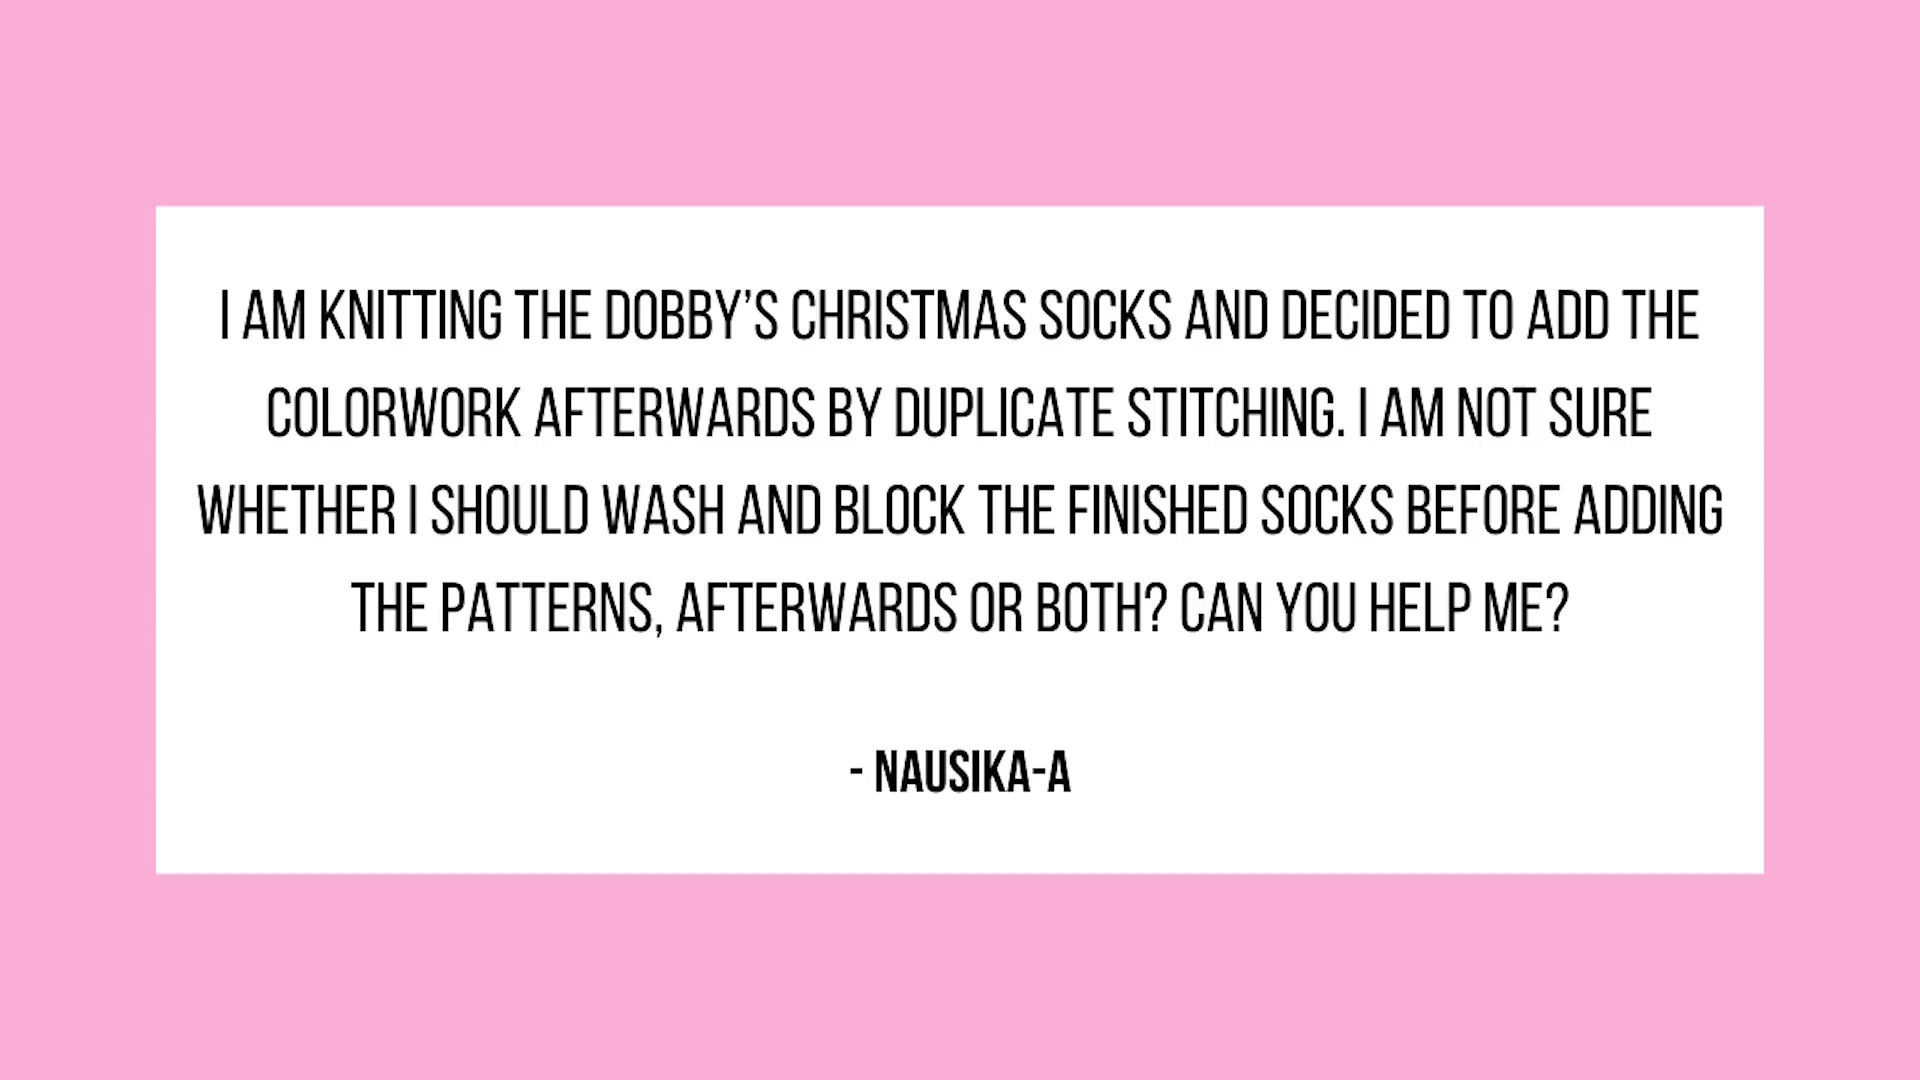 I AM KNITTING THE DOBBY’S CHRISTMAS SOCKS AND DECIDED TO ADD THE
COLORWORK AFTERWARDS BY DUPLICATE STITCHING. I AM NOT SURE
WHETHER I SHOULD WASH AND BLOCK THE FINISHED SOCKS BEFORE ADDING
THE PATTERNS, AFTERWARDS OR BOTH? CAN YOU HELP ME?
- NAUSIKA-A